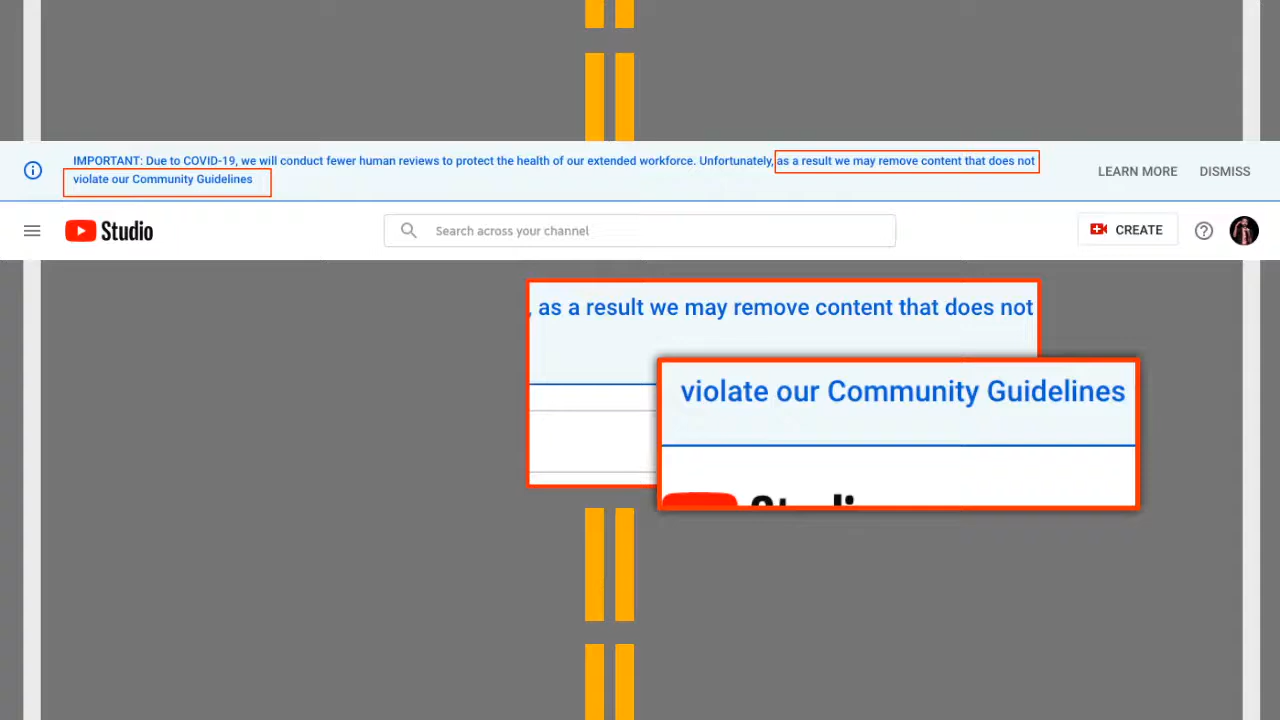 IMPORTANT: Due to COVID-19, we will conduct fewer human reviews to protect the health of our extended workforce. Unfortunately, as a result we may remove content that does not
violate our Community Guidelines
LEARN MORE
DISMISS
Studio
Search across your channel
CREATE
, as a result we may remove content that does not
violate our Community Guidelines
Studio